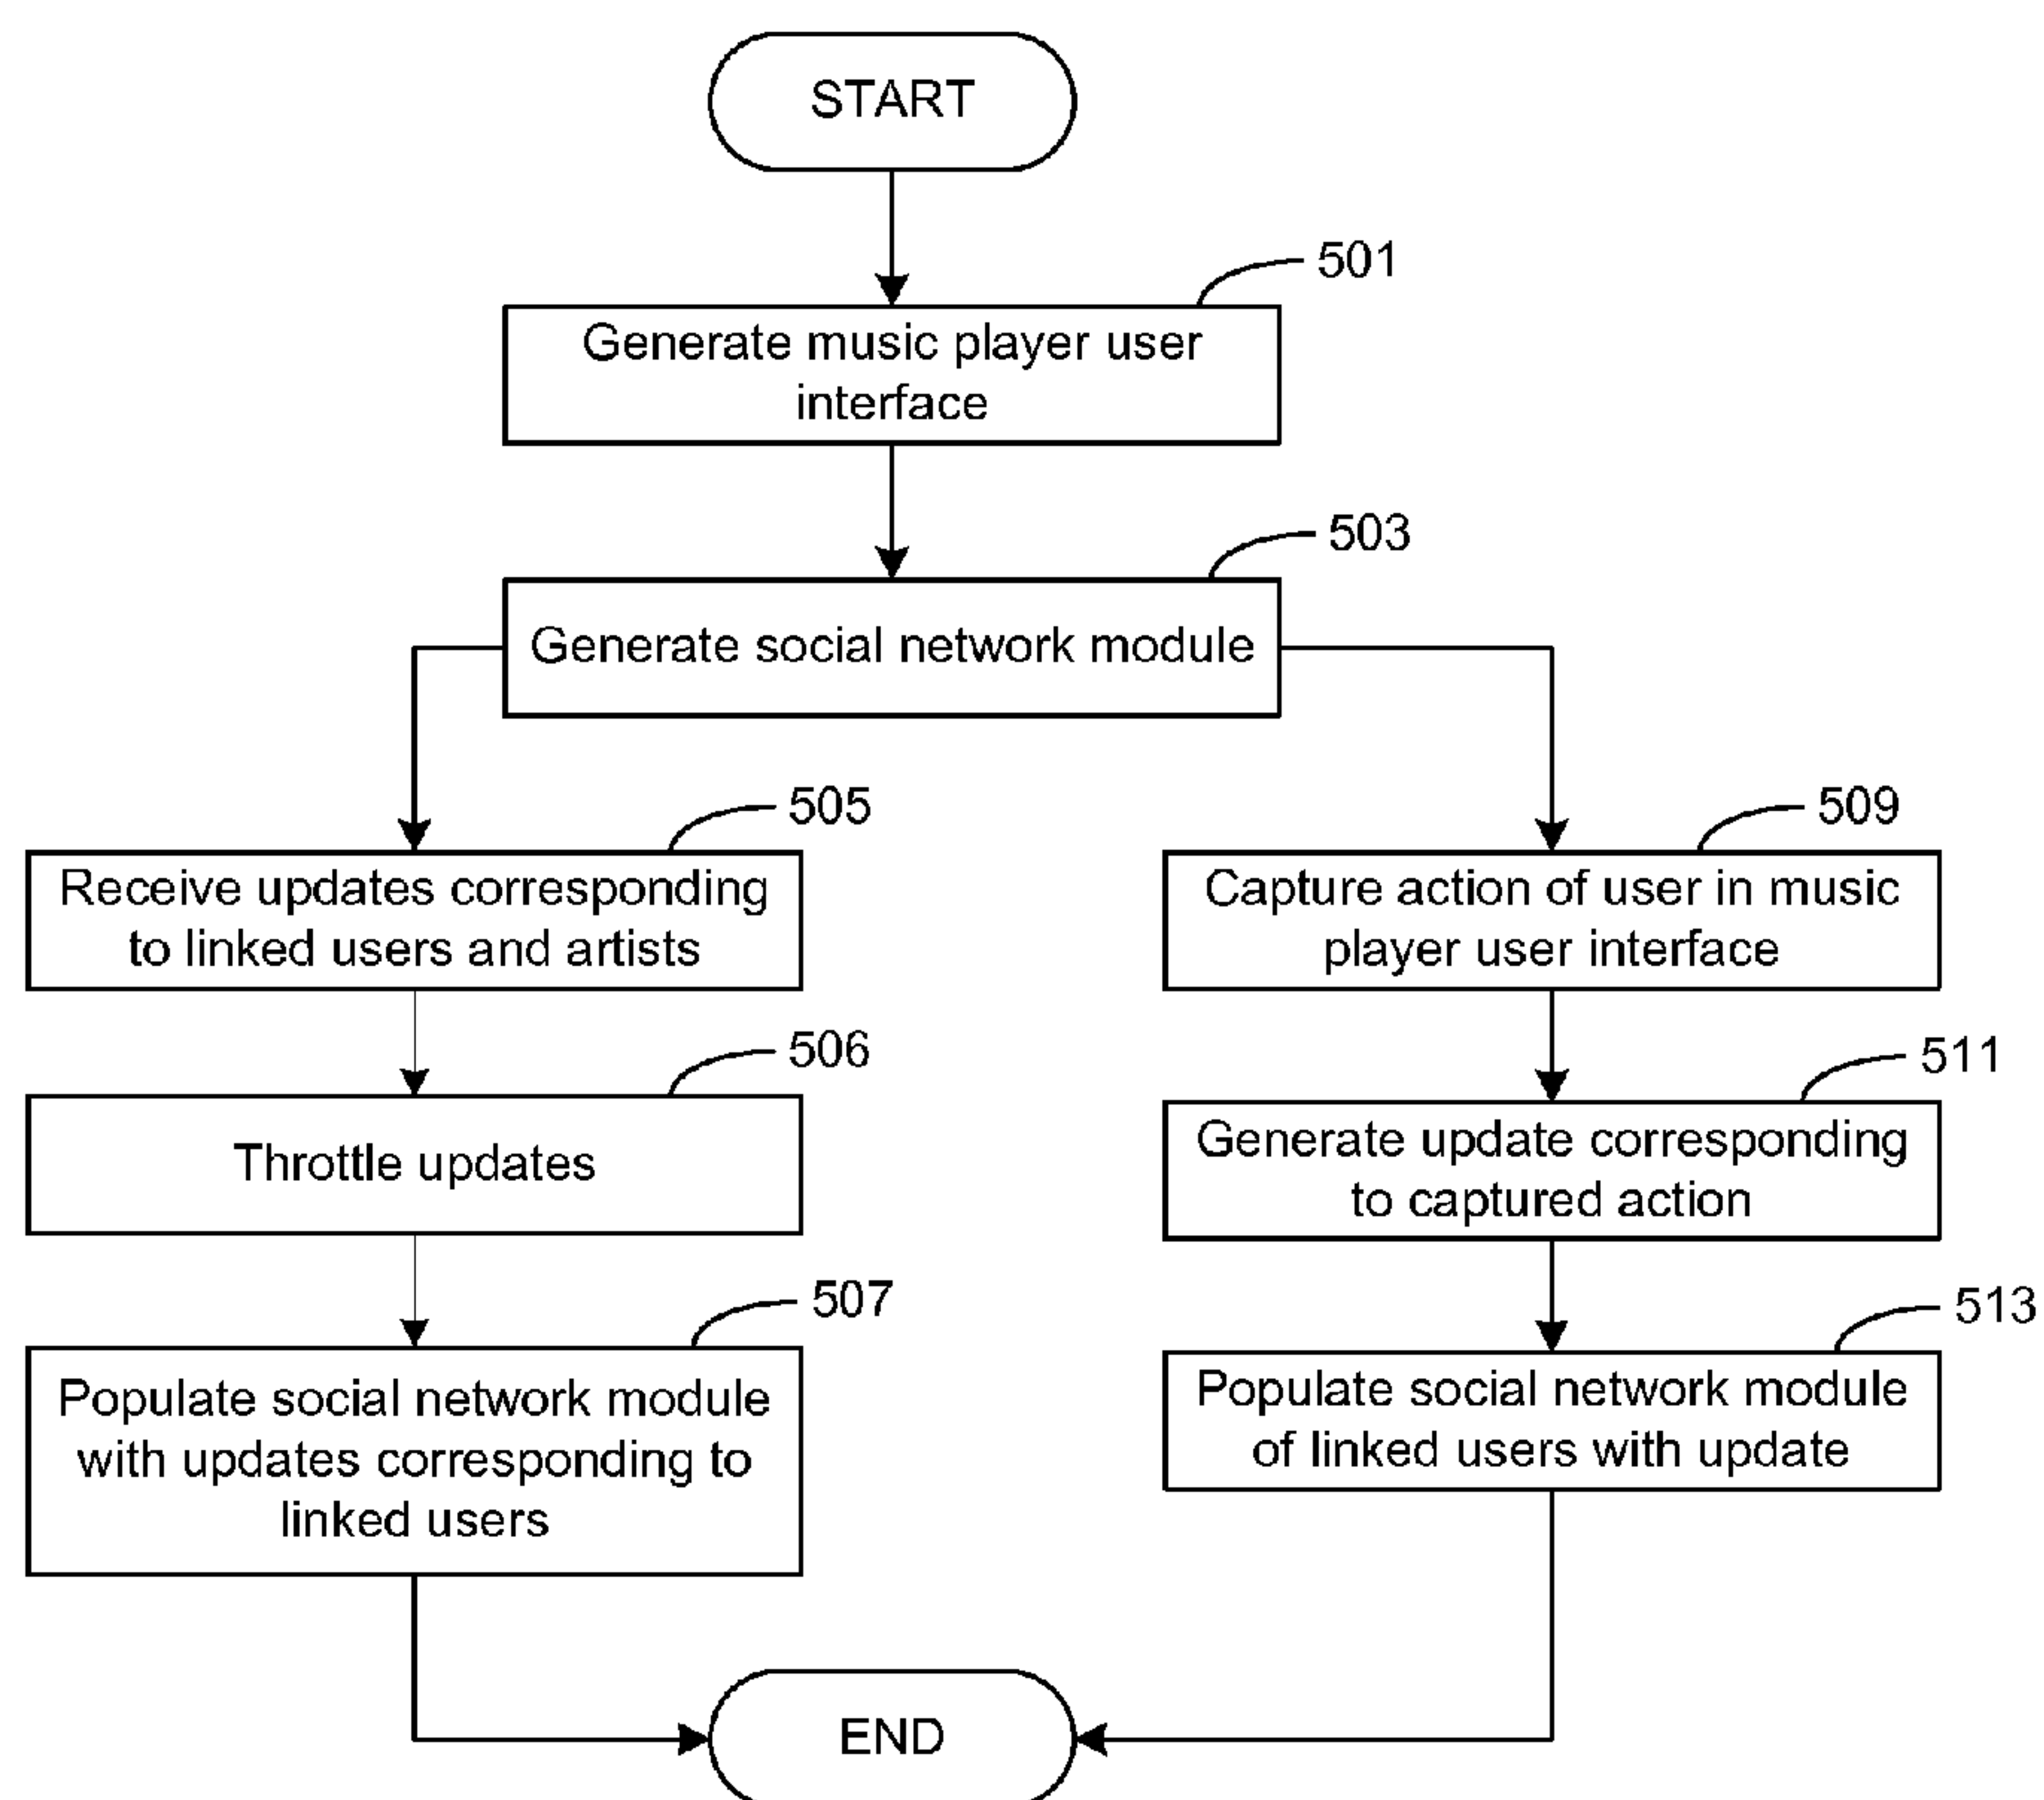 START
501
Generate music player user
interface
503
Generate social network module
505
Receive updates corresponding
to linked users and artists
506
Throttle updates
507
Populate social network module
with updates corresponding to
linked users
509
Capture action of user in music
player user interface
511
Generate update corresponding
to captured action
513
Populate social network module
of linked users with update
END